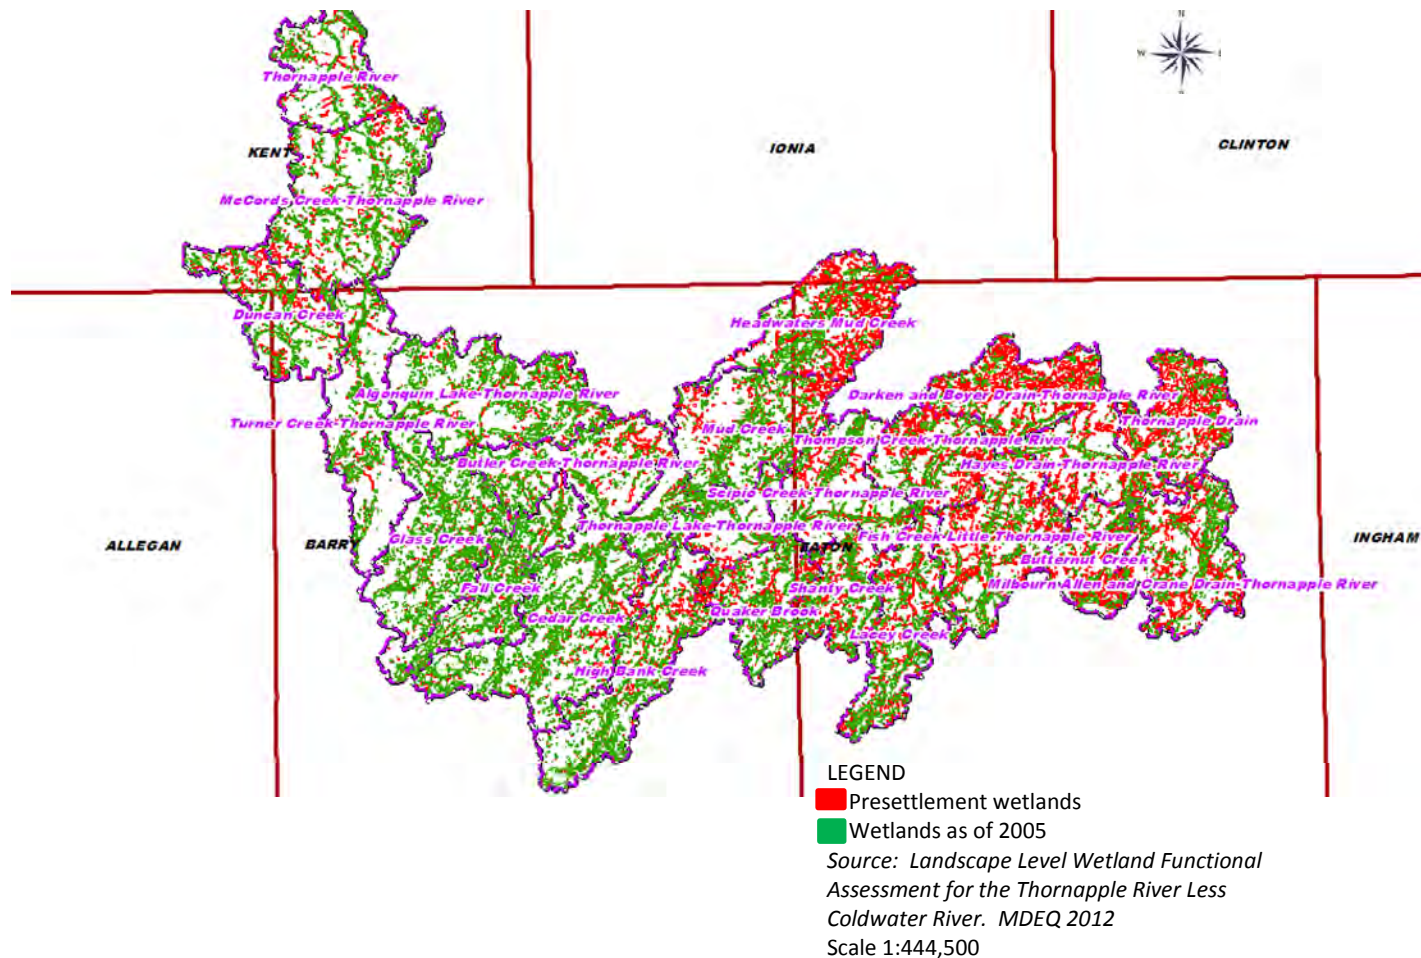 N
W
E
S
Thornapple River
KENT
IONIA
CLINTON
McCords Creek-Thornapple River
Duncan Creek
Headwaters Mud Creek
Algonquin Lake-Thornapple River
Darken and Boyer Drain-Thornapple River
Turner Creek-Thornapple River
Thornapple Drain
Mud Creek
Thompson Creek-Thornapple River
Butler Creek-Thornapple River
Hayes Drain-Thornapple River
Scipio Creek-Thornapple River
Thornapple Lake-Thornapple River
Glass Creek
Fish Creek Little Thornapple River
ALLEGAN
BARRY
EATON
INGHAM
Butternut Creek
Fall Creek
Shanty Creek
Milbourn Allen and Crane Drain-Thornapple River
Cedar Creek
Quaker Brook
Lacey Creek
High Bank Creek
LEGEND
Presettlement wetlands
Wetlands as of 2005
Source: Landscape Level Wetland Functional
Assessment for the Thornapple River Less
Coldwater River. MDEQ 2012
Scale 1:444,500